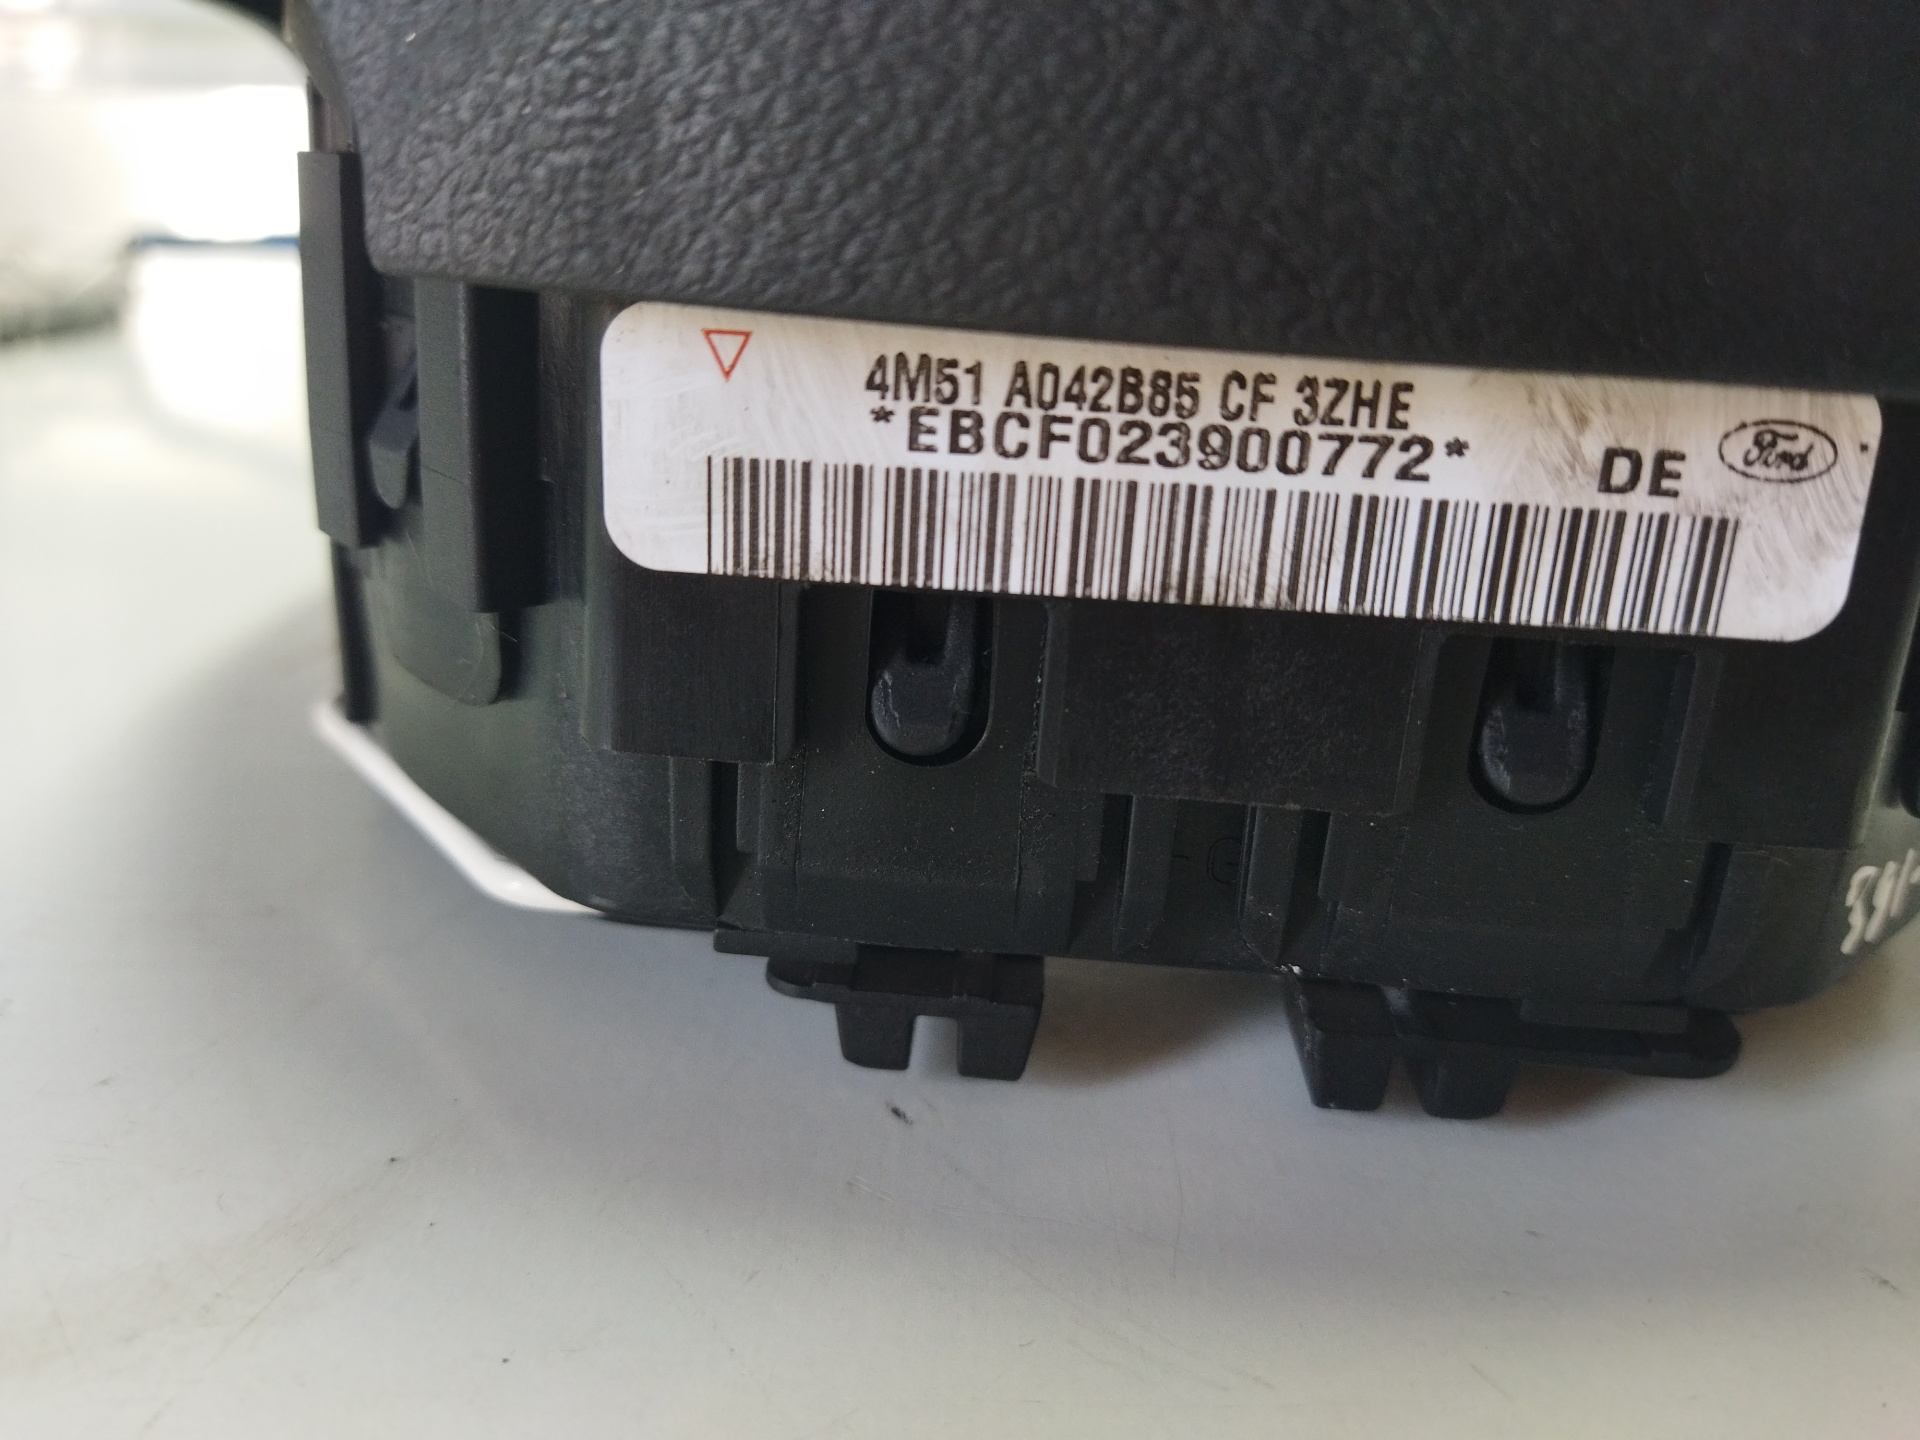 4M51 A042B85 CF 3ZHE
*EBCF023900772*
DE
Ford